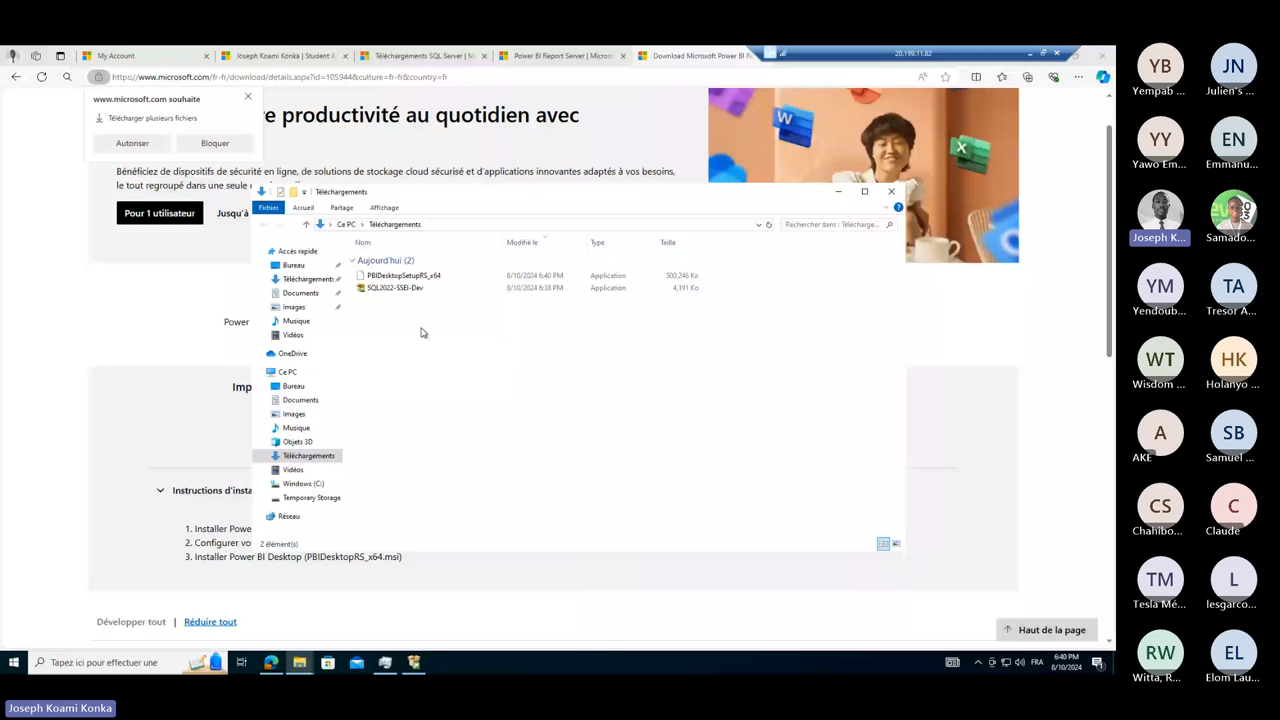 My Account
Joseph Koami Konka | Student A
Téléchargements SQL Server | M
Power BI Report Server | Micros
Download Microsoft Power BI Re
20.199.11.82
https://www.microsoft.com/fr-fr/download/details.aspx?id=105944&culture=fr-fr&country=fr
www.microsoft.com souhaite
Télécharger plusieurs fichiers
Autoriser
Bloquer
re productivité au quotidien avec
Bénéficiez de dispositifs de sécurité en ligne, de solutions de stockage cloud sécurisé et d'applications innovantes adaptés à vos besoins,
le tout regroupé dans une seule
Pour 1 utilisateur
Jusqu'à
Téléchargements
Fichier
Accueil
Partage
Affichage
Ce PC
Téléchargements
Rechercher dans : Télécharge...
Nom
Modifié le
Type
Taille
Aujourd'hui (2)
PBIDesktopSetupRS_x64
8/10/2024 6:40 PM
Application
500,246 Ko
SQL2022-SSEI-Dev
8/10/2024 6:38 PM
Application
4,191 Ko
Accès rapide
Bureau
Téléchargement:
Documents
Images
Musique
Vidéos
OneDrive
Ce PC
Bureau
Documents
Images
Musique
Objets 3D
Téléchargements
Vidéos
Windows (C:)
Temporary Storage
Réseau
2 élément(s)
Power
Imp
Instructions d'insta
1. Installer Powe
2. Configurer vo
3. Installer Power BI Desktop (PBIDesktopRS_x64.msi)
Développer tout
Réduire tout
Haut de la page
Tapez ici pour effectuer une
FRA
6:40 PM
8/10/2024
YB
Yempab ...
JN
Julien's ...
YY
Yawo Em...
EN
Emmanu...
Joseph K...
Samado...
YM
Yendoub...
TA
Tresor A...
WT
Wisdom ...
HK
Holanyo ...
A
AKE
SB
Samuel ...
CS
Chahibo...
C
Claude
TM
Tesla Mé...
L
lesgarco...
RW
Witta, R...
EL
Elom Lau...
Joseph Koami Konka